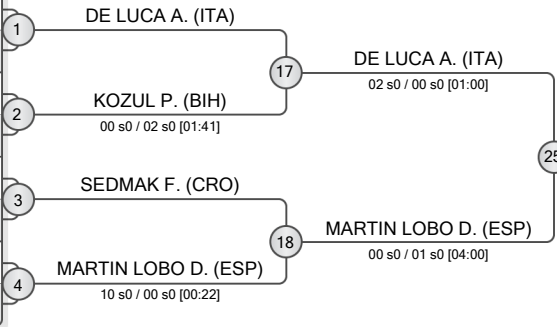 1
DE LUCA A. (ITA)
17
DE LUCA A. (ITA)
02 s0 / 00 s0 [01:00]
2
KOZUL P. (BIH)
00 s0 / 02 s0 [01:41]
25
3
SEDMAK F. (CRO)
18
MARTIN LOBO D. (ESP)
00 s0 / 01 s0 [04:00]
4
MARTIN LOBO D. (ESP)
10 s0 / 00 s0 [00:22]